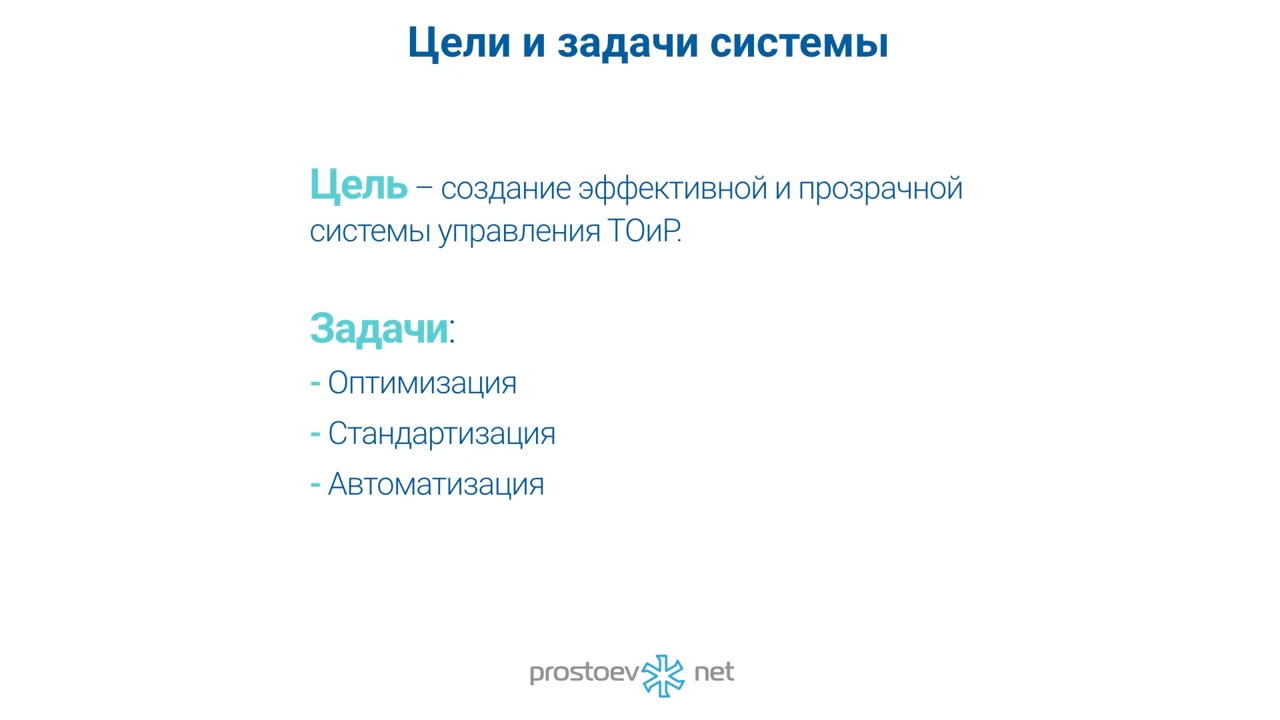 Цели и задачи системы
Цель – создание эффективной и прозрачной
системы управления ТОиР.
Задачи:
- Оптимизация
- Стандартизация
- Автоматизация
prostoev net